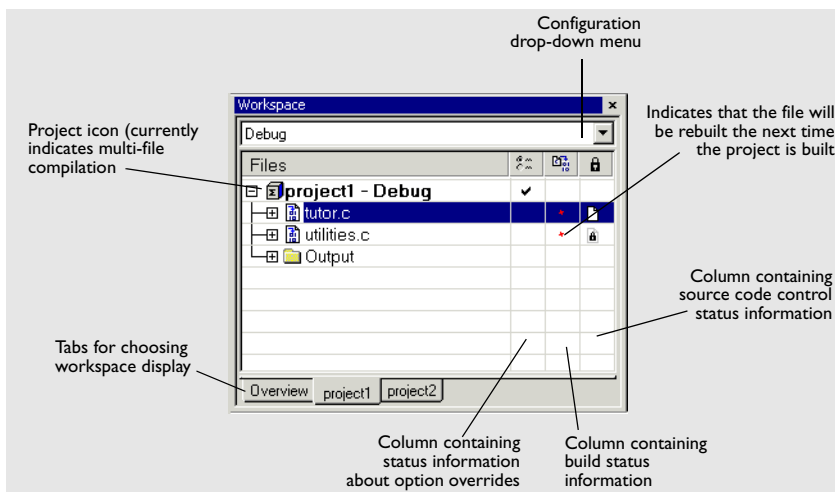 Configuration
drop-down menu
Workspace
Project icon (currently
indicates multi-file
compilation
Debug
Indicates that the file will
be rebuilt the next time
the project is built
Files
project1 - Debug
tutor.c
utilities.c
Output
Column containing
source code control
status information
Tabs for choosing
workspace display
Overview project1 project2
Column containing
status information
about option overrides
Column containing
build status
information